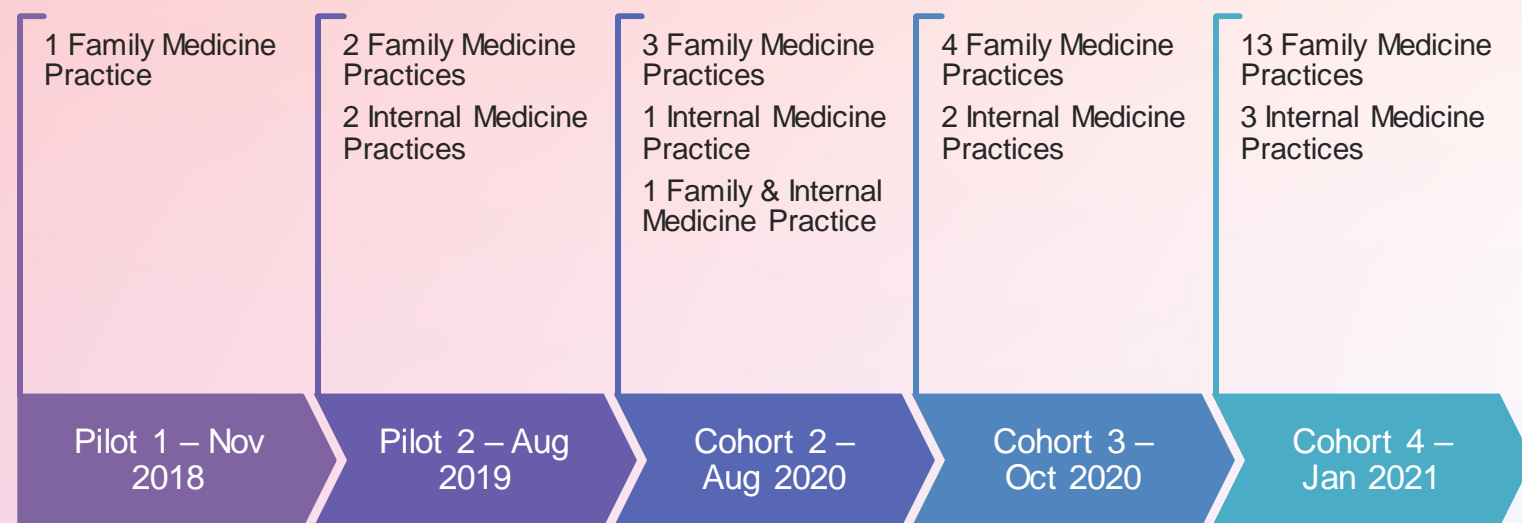 1 Family Medicine
Practice
2 Family Medicine
Practices
2 Internal Medicine
Practices
3 Family Medicine
Practices
1 Internal Medicine
Practice
1 Family & Internal
Medicine Practice
4 Family Medicine
Practices
2 Internal Medicine
Practices
13 Family Medicine
Practices
3 Internal Medicine
Practices
Pilot 1 – Nov
2018
Pilot 2 – Aug
2019
Cohort 2 –
Aug 2020
Cohort 3 –
Oct 2020
Cohort 4 –
Jan 2021